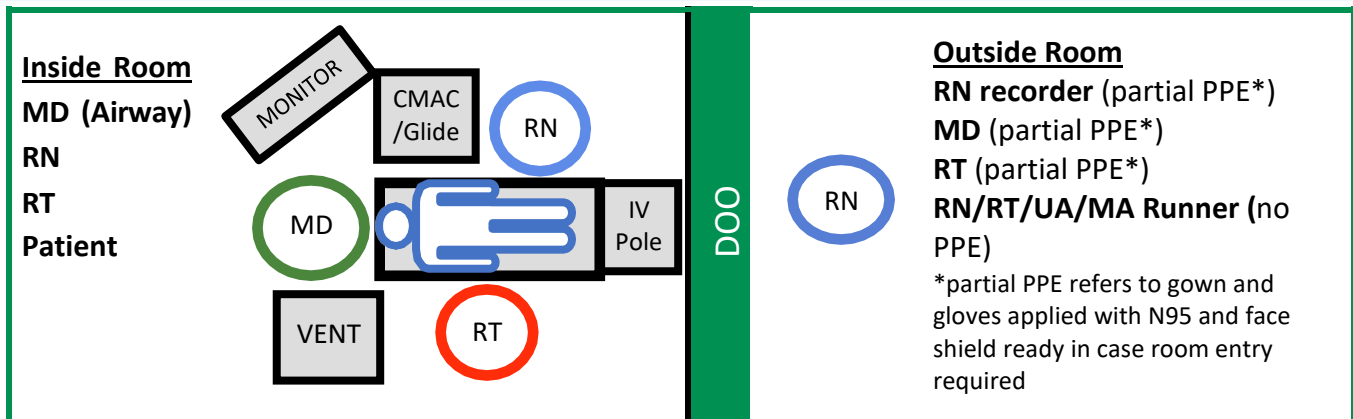 Inside Room
MD (Airway)
RN
RT
Patient
MONITOR
CMAC
/Glide
RN
MD
IV
Pole
VENT
RT
DOO
RN
Outside Room
RN recorder (partial PPE*)
MD (partial PPE*)
RT (partial PPE*)
RN/RT/UA/MA Runner (no
PPE)
*partial PPE refers to gown and
gloves applied with N95 and face
shield ready in case room entry
required